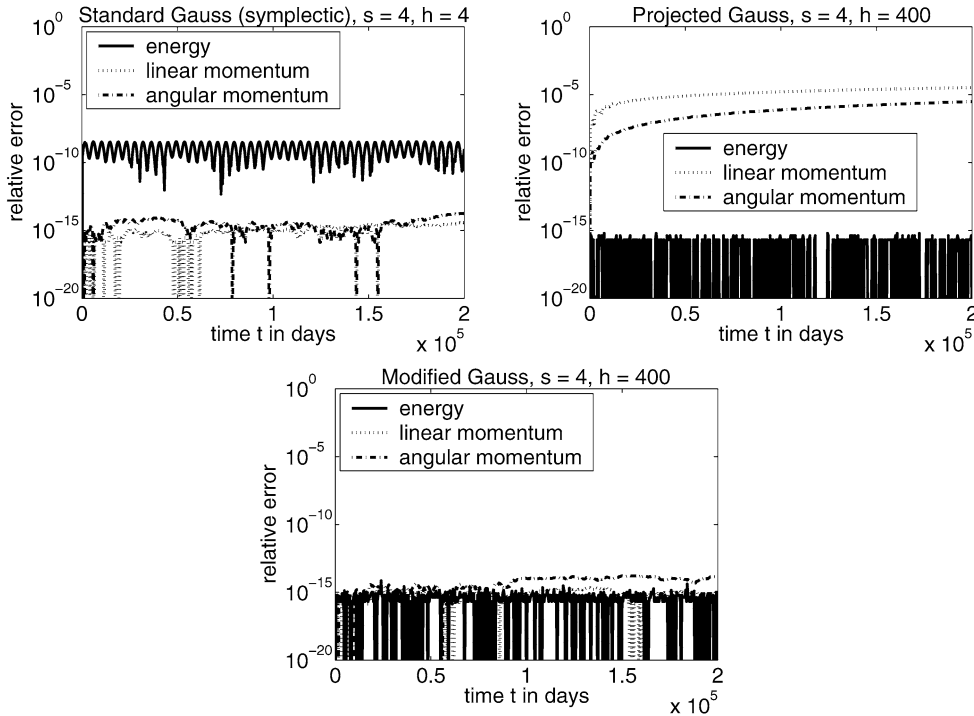 Standard Gauss (symplectic), s = 4, h = 4
10^0
10^-5
10^-10
10^-15
10^-20
relative error
energy
linear momentum
angular momentum
0 0.5 1 1.5 2
time t in days
x 10^5
Projected Gauss, s = 4, h = 400
10^0
10^-5
10^-10
10^-15
10^-20
relative error
energy
linear momentum
angular momentum
0 0.5 1 1.5 2
time t in days
x 10^5
Modified Gauss, s = 4, h = 400
10^0
10^-5
10^-10
10^-15
10^-20
relative error
energy
linear momentum
angular momentum
0 0.5 1 1.5 2
time t in days
x 10^5